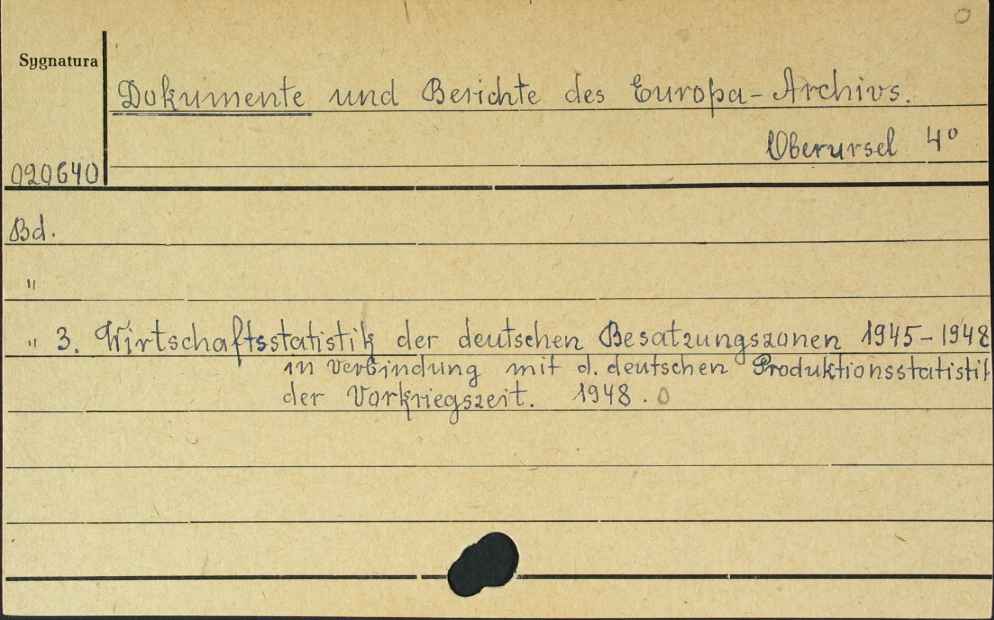 Sygnatura
Dokumente und Berichte des Europa-Archivs.
Oberursel 4°
020640
Bd.
"
" 3. Wirtschaftsstatistik der deutschen Besatzungszonen 1945-1948
in Verbindung mit d. deutschen Produktionsstatistik
der Vorkriegszeit. 1948. 0